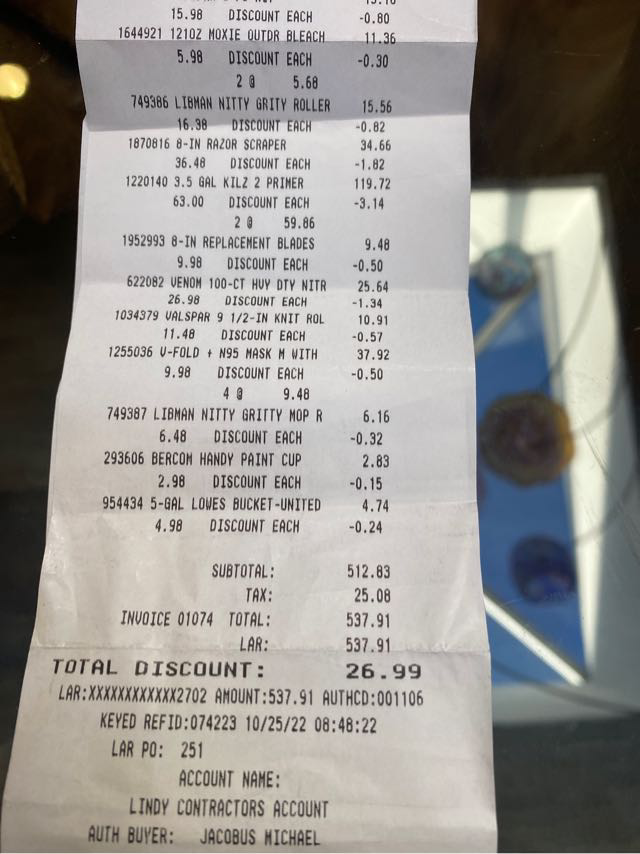 15.98 DISCOUNT EACH -0.80
1644921 121OZ MOXIE OUTDR BLEACH 11.36
5.98 DISCOUNT EACH -0.30
2 @ 5.68
749386 LIBMAN NITTY GRITY ROLLER 15.56
16.38 DISCOUNT EACH -0.82
1870816 8-IN RAZOR SCRAPER 34.66
36.48 DISCOUNT EACH -1.82
1220140 3.5 GAL KILZ 2 PRIMER 119.72
63.00 DISCOUNT EACH -3.14
2 @ 59.86
1952993 8-IN REPLACEMENT BLADES 9.48
9.98 DISCOUNT EACH -0.50
622082 VENOM 100-CT HVY DTY NITR 25.64
26.98 DISCOUNT EACH -1.34
1034379 VALSPAR 9 1/2-IN KNIT ROL 10.91
11.48 DISCOUNT EACH -0.57
1255036 V-FOLD + N95 MASK M WITH 37.92
9.98 DISCOUNT EACH -0.50
4 @ 9.48
749387 LIBMAN NITTY GRITTY MOP R 6.16
6.48 DISCOUNT EACH -0.32
293606 BERCOM HANDY PAINT CUP 2.83
2.98 DISCOUNT EACH -0.15
954434 5-GAL LOWES BUCKET-UNITED 4.74
4.98 DISCOUNT EACH -0.24
SUBTOTAL: 512.83
TAX: 25.08
INVOICE 01074 TOTAL: 537.91
LAR: 537.91
TOTAL DISCOUNT: 26.99
LAR:XXXXXXXXXXXX2702 AMOUNT:537.91 AUTHCD:001106
KEYED REFID:074223 10/25/22 08:48:22
LAR PO: 251
ACCOUNT NAME:
LINDY CONTRACTORS ACCOUNT
AUTH BUYER: JACOBUS MICHAEL